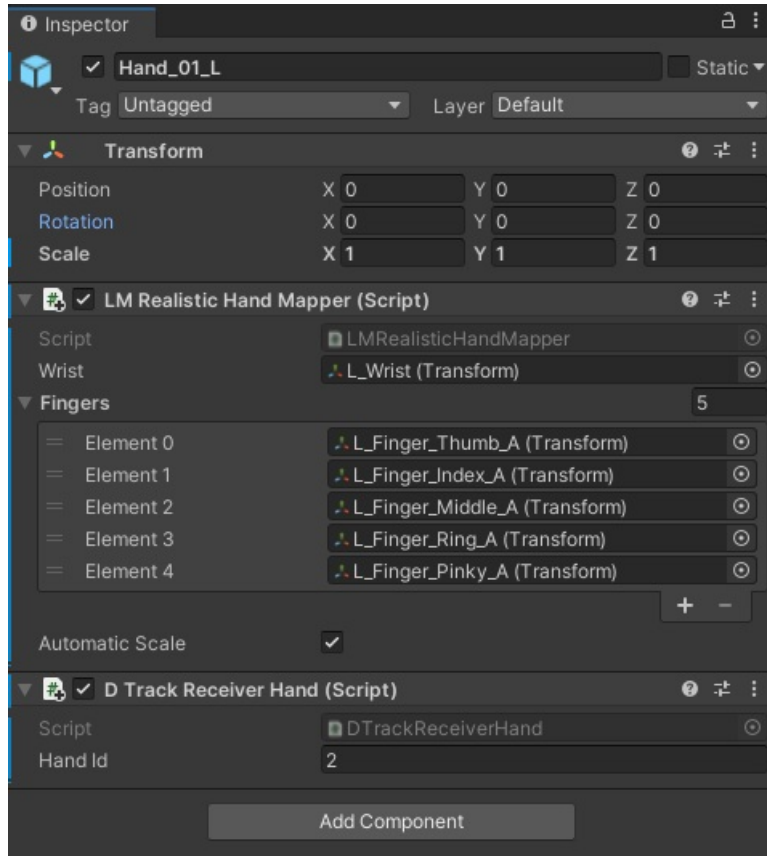 Inspector
Hand_01_L Static
Tag Untagged Layer Default
Transform
Position X 0 Y 0 Z 0
Rotation X 0 Y 0 Z 0
Scale X 1 Y 1 Z 1
LM Realistic Hand Mapper (Script)
Script LMRealisticHandMapper
Wrist L_Wrist (Transform)
Fingers 5
Element 0 L_Finger_Thumb_A (Transform)
Element 1 L_Finger_Index_A (Transform)
Element 2 L_Finger_Middle_A (Transform)
Element 3 L_Finger_Ring_A (Transform)
Element 4 L_Finger_Pinky_A (Transform)
+ −
Automatic Scale
D Track Receiver Hand (Script)
Script DTrackReceiverHand
Hand Id 2
Add Component